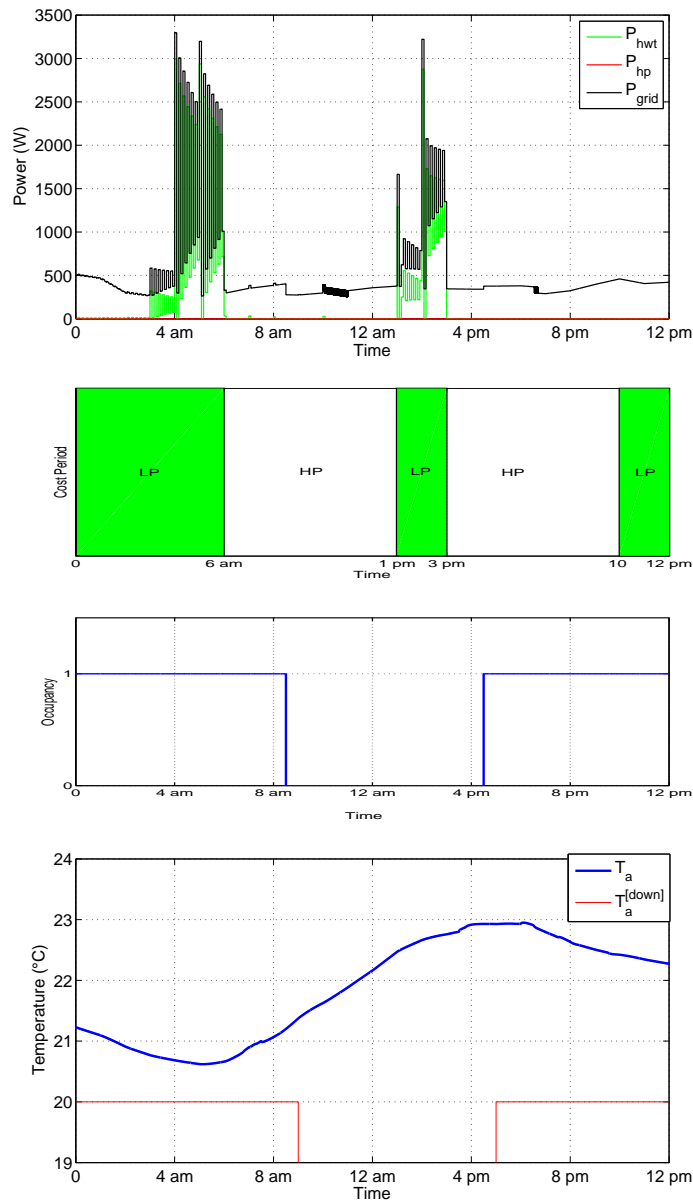 3500
3000
2500
2000
1500
1000
500
0
Power (W)
P_hwt
P_hp
P_grid
0 4 am 8 am 12 am 4 pm 8 pm 12 pm
Time
Cost Period
LP HP LP HP LP
0 6 am 1 pm 3 pm 10 12 pm
Time
1
0
Occupancy
0 4 am 8 am 12 am 4 pm 8 pm 12 pm
Time
24
23
22
21
20
19
Temperature (°C)
T_a
T_a^[down]
0 4 am 8 am 12 am 4 pm 8 pm 12 pm
Time